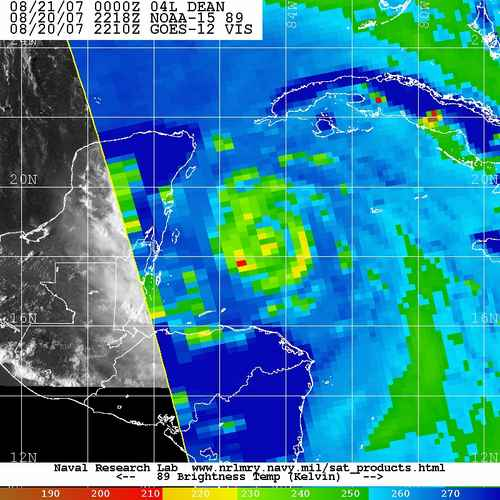 08/21/07 0000Z 04L DEAN
08/20/07 2218Z NOAA-15 89
08/20/07 2210Z GOES-12 VIS
84W
80W
24N
20N
20N
16N
16N
12N
12N
Naval Research Lab www.nrlmry.navy.mil/sat_products.html
<-- 89 Brightness Temp (Kelvin) -->
190 200 210 220 230 240 250 260 270